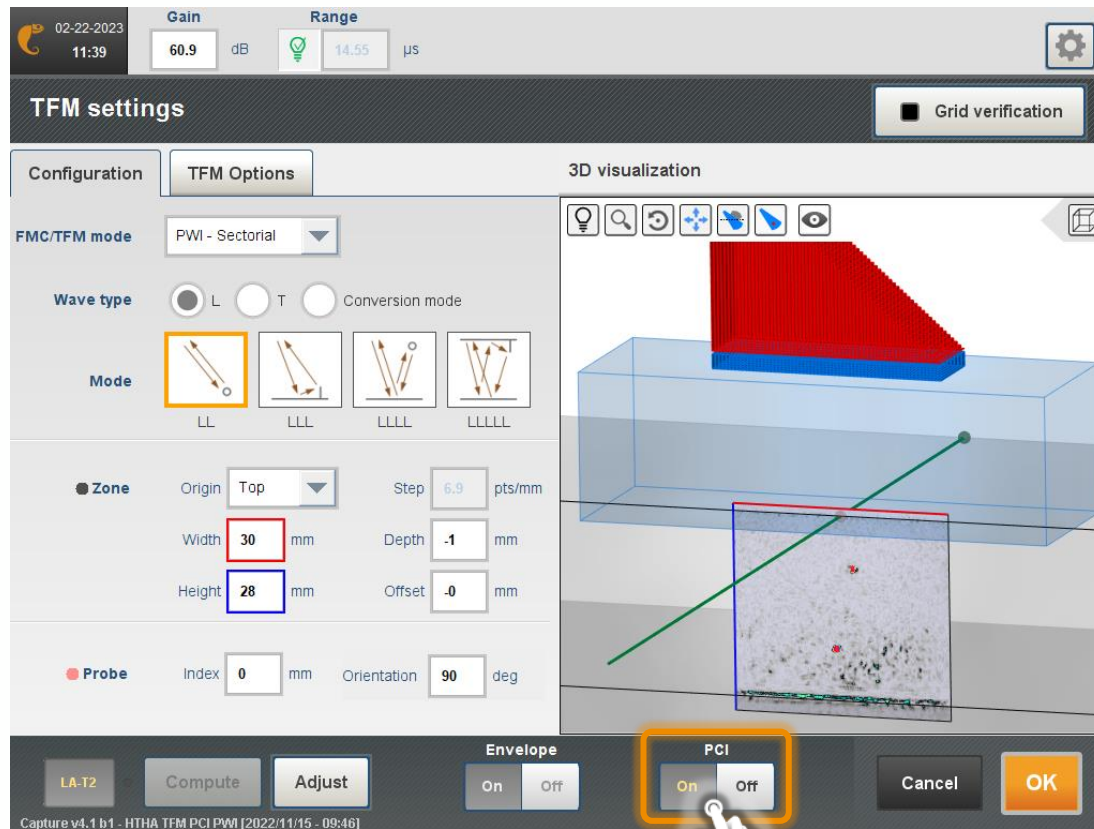 02-22-2023
11:39
Gain
60.9 dB
Range
14.55 µs
TFM settings
Grid verification
Configuration
TFM Options
3D visualization
FMC/TFM mode PWI - Sectorial
Wave type L T Conversion mode
Mode
LL LLL LLLL LLLLL
Zone Origin Top Step 6.9 pts/mm
Width 30 mm Depth -1 mm
Height 28 mm Offset -0 mm
Probe Index 0 mm Orientation 90 deg
LA-T2
Compute
Adjust
Envelope
On Off
PCI
On Off
Cancel
OK
Capture v4.1 b1 - HTHA TFM PCI PWI [2022/11/15 - 09:46]